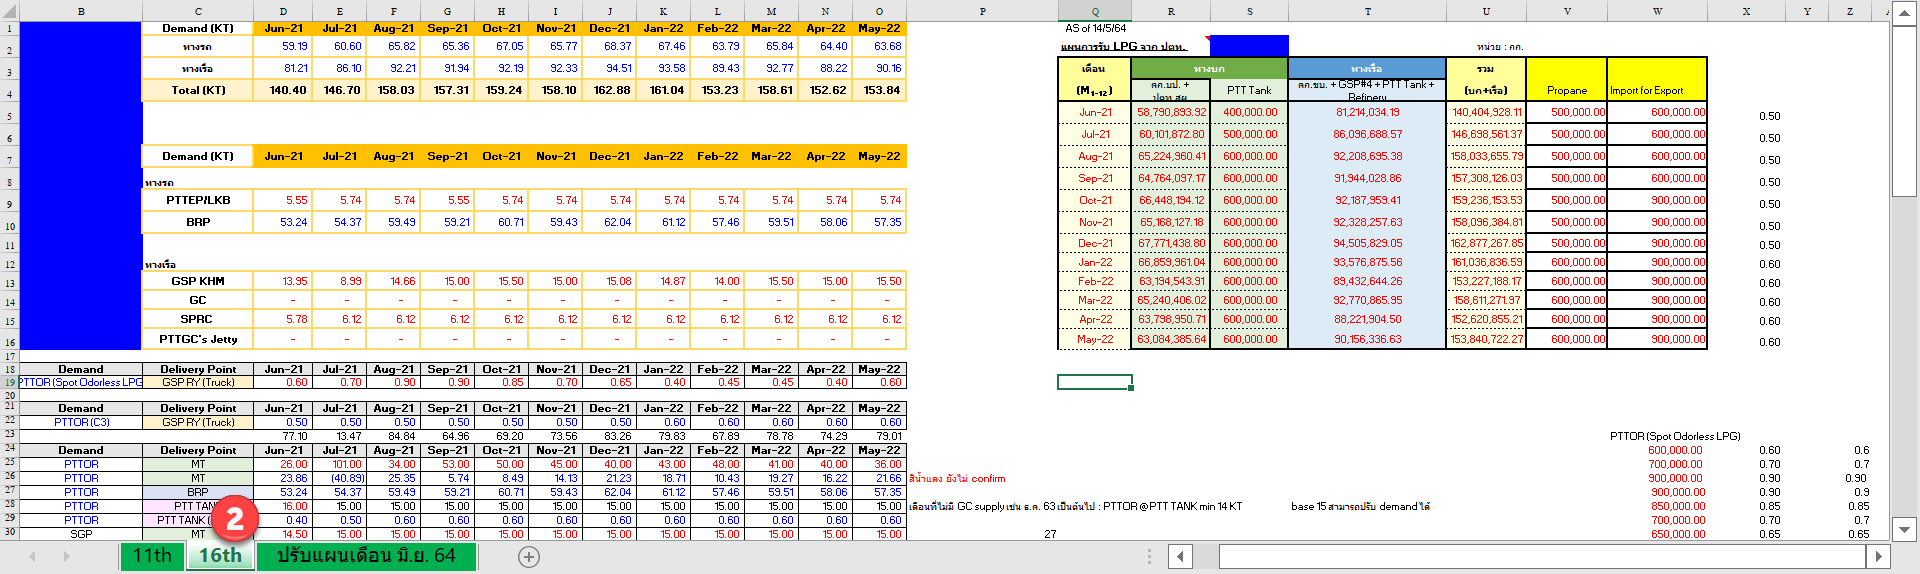 B C D E F G H I J K L M N O P Q R S T U V W X Y Z
1 Demand (KT) Jun-21 Jul-21 Aug-21 Sep-21 Oct-21 Nov-21 Dec-21 Jan-22 Feb-22 Mar-22 Apr-22 May-22 AS of 14/5/64
2 ทางรถ 59.19 60.60 65.82 65.36 67.05 65.77 68.37 67.46 63.79 65.84 64.40 63.68 แผนการรับ LPG จาก ปตท. หน่วย : กก.
3 ทางเรือ 81.21 86.10 92.21 91.94 92.19 92.33 94.51 93.58 89.43 92.77 88.22 90.16 เดือน ทางบก ทางเรือ รวม
4 Total (KT) 140.40 146.70 158.03 157.31 159.24 158.10 162.88 161.04 153.23 158.61 152.62 153.84 (M1-12) คก.บป. + ปตท.สผ PTT Tank คก.ขบ. + GSP#4 + PTT Tank + Refinery (บก+เรือ) Propane Import for Export
5 Jun-21 58,790,893.92 400,000.00 81,214,034.19 140,404,928.11 500,000.00 600,000.00 0.50
6 Jul-21 60,101,872.80 500,000.00 86,096,688.57 146,698,561.37 500,000.00 600,000.00 0.50
7 Demand (KT) Jun-21 Jul-21 Aug-21 Sep-21 Oct-21 Nov-21 Dec-21 Jan-22 Feb-22 Mar-22 Apr-22 May-22 Aug-21 65,224,960.41 600,000.00 92,208,695.38 158,033,655.79 500,000.00 600,000.00 0.50
8 ทางรถ Sep-21 64,764,097.17 600,000.00 91,944,028.86 157,308,126.03 500,000.00 600,000.00 0.50
9 PTTEP/LKB 5.55 5.74 5.74 5.55 5.74 5.74 5.74 5.74 5.74 5.74 5.74 5.74 Oct-21 66,448,194.12 600,000.00 92,187,959.41 159,236,153.53 500,000.00 900,000.00 0.50
10 BRP 53.24 54.37 59.49 59.21 60.71 59.43 62.04 61.12 57.46 59.51 58.06 57.35 Nov-21 65,168,127.18 600,000.00 92,328,257.63 158,096,384.81 500,000.00 900,000.00 0.50
11 Dec-21 67,771,438.80 600,000.00 94,505,829.05 162,877,267.85 500,000.00 900,000.00 0.50
12 ทางเรือ Jan-22 66,859,961.04 600,000.00 93,576,875.56 161,036,836.59 600,000.00 900,000.00 0.60
13 GSP KHM 13.95 8.99 14.66 15.00 15.50 15.00 15.08 14.87 14.00 15.50 15.00 15.50 Feb-22 63,194,543.91 600,000.00 89,432,644.26 153,227,188.17 600,000.00 900,000.00 0.60
14 GC - - - - - - - - - - - - Mar-22 65,240,406.02 600,000.00 92,770,865.95 158,611,271.97 600,000.00 900,000.00 0.60
15 SPRC 5.78 6.12 6.12 6.12 6.12 6.12 6.12 6.12 6.12 6.12 6.12 6.12 Apr-22 63,798,950.71 600,000.00 88,221,904.50 152,620,855.21 600,000.00 900,000.00 0.60
16 PTTGC's Jetty - - - - - - - - - - - - May-22 63,084,385.64 600,000.00 90,156,336.63 153,840,722.27 600,000.00 900,000.00 0.60
17
18 Demand Delivery Point Jun-21 Jul-21 Aug-21 Sep-21 Oct-21 Nov-21 Dec-21 Jan-22 Feb-22 Mar-22 Apr-22 May-22
19 PTTOR (Spot Odorless LPG GSP RY (Truck) 0.60 0.70 0.90 0.90 0.85 0.70 0.65 0.40 0.45 0.45 0.40 0.60
20
21 Demand Delivery Point Jun-21 Jul-21 Aug-21 Sep-21 Oct-21 Nov-21 Dec-21 Jan-22 Feb-22 Mar-22 Apr-22 May-22
22 PTTOR (C3) GSP RY (Truck) 0.50 0.50 0.50 0.50 0.50 0.50 0.50 0.60 0.60 0.60 0.60 0.60
23 77.10 13.47 84.84 64.96 69.20 73.56 83.26 79.83 67.89 78.78 74.29 79.01 PTTOR (Spot Odorless LPG)
24 Demand Delivery Point Jun-21 Jul-21 Aug-21 Sep-21 Oct-21 Nov-21 Dec-21 Jan-22 Feb-22 Mar-22 Apr-22 May-22 600,000.00 0.60 0.6
25 PTTOR MT 26.00 101.00 34.00 53.00 50.00 45.00 40.00 43.00 48.00 41.00 40.00 36.00 700,000.00 0.70 0.7
26 PTTOR MT 23.86 (40.89) 25.35 5.74 8.49 14.13 21.23 18.71 10.43 19.27 16.22 21.66 สีน้ำแดง ยังไม่ confirm 900,000.00 0.90 0.90
27 PTTOR BRP 53.24 54.37 59.49 59.21 60.71 59.43 62.04 61.12 57.46 59.51 58.06 57.35 900,000.00 0.90 0.9
28 PTTOR PTT TAN 16.00 15.00 15.00 15.00 15.00 15.00 15.00 15.00 15.00 15.00 15.00 15.00 เดือนที่ไม่มี GC supply เช่น ธ.ค. 63 เป็นต้นไป : PTTOR @ PTT TANK min 14 KT base 15 สามารถปรับ demand ได้ 850,000.00 0.85 0.85
29 PTTOR PTT TANK ( 0.40 0.50 0.60 0.60 0.60 0.60 0.60 0.60 0.60 0.60 0.60 0.60 700,000.00 0.70 0.7
30 SGP MT 14.50 15.00 15.00 15.00 15.00 15.00 15.00 15.00 15.00 15.00 15.00 15.00 27 650,000.00 0.65 0.65
2
11th 16th ปรับแผนเดือน มิ.ย. 64